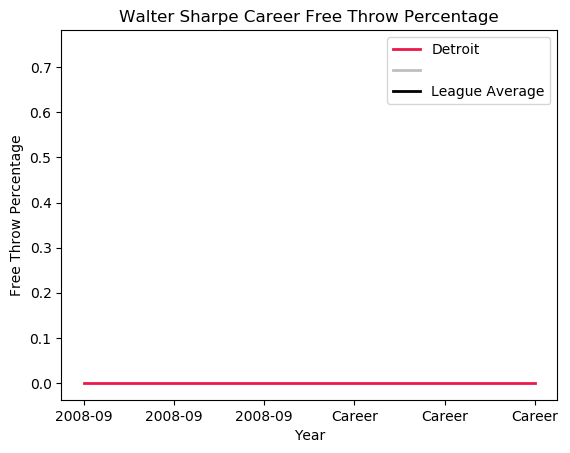 Walter Sharpe Career Free Throw Percentage
Detroit
League Average
Free Throw Percentage
0.7
0.6
0.5
0.4
0.3
0.2
0.1
0.0
2008-09 2008-09 2008-09 Career Career Career
Year